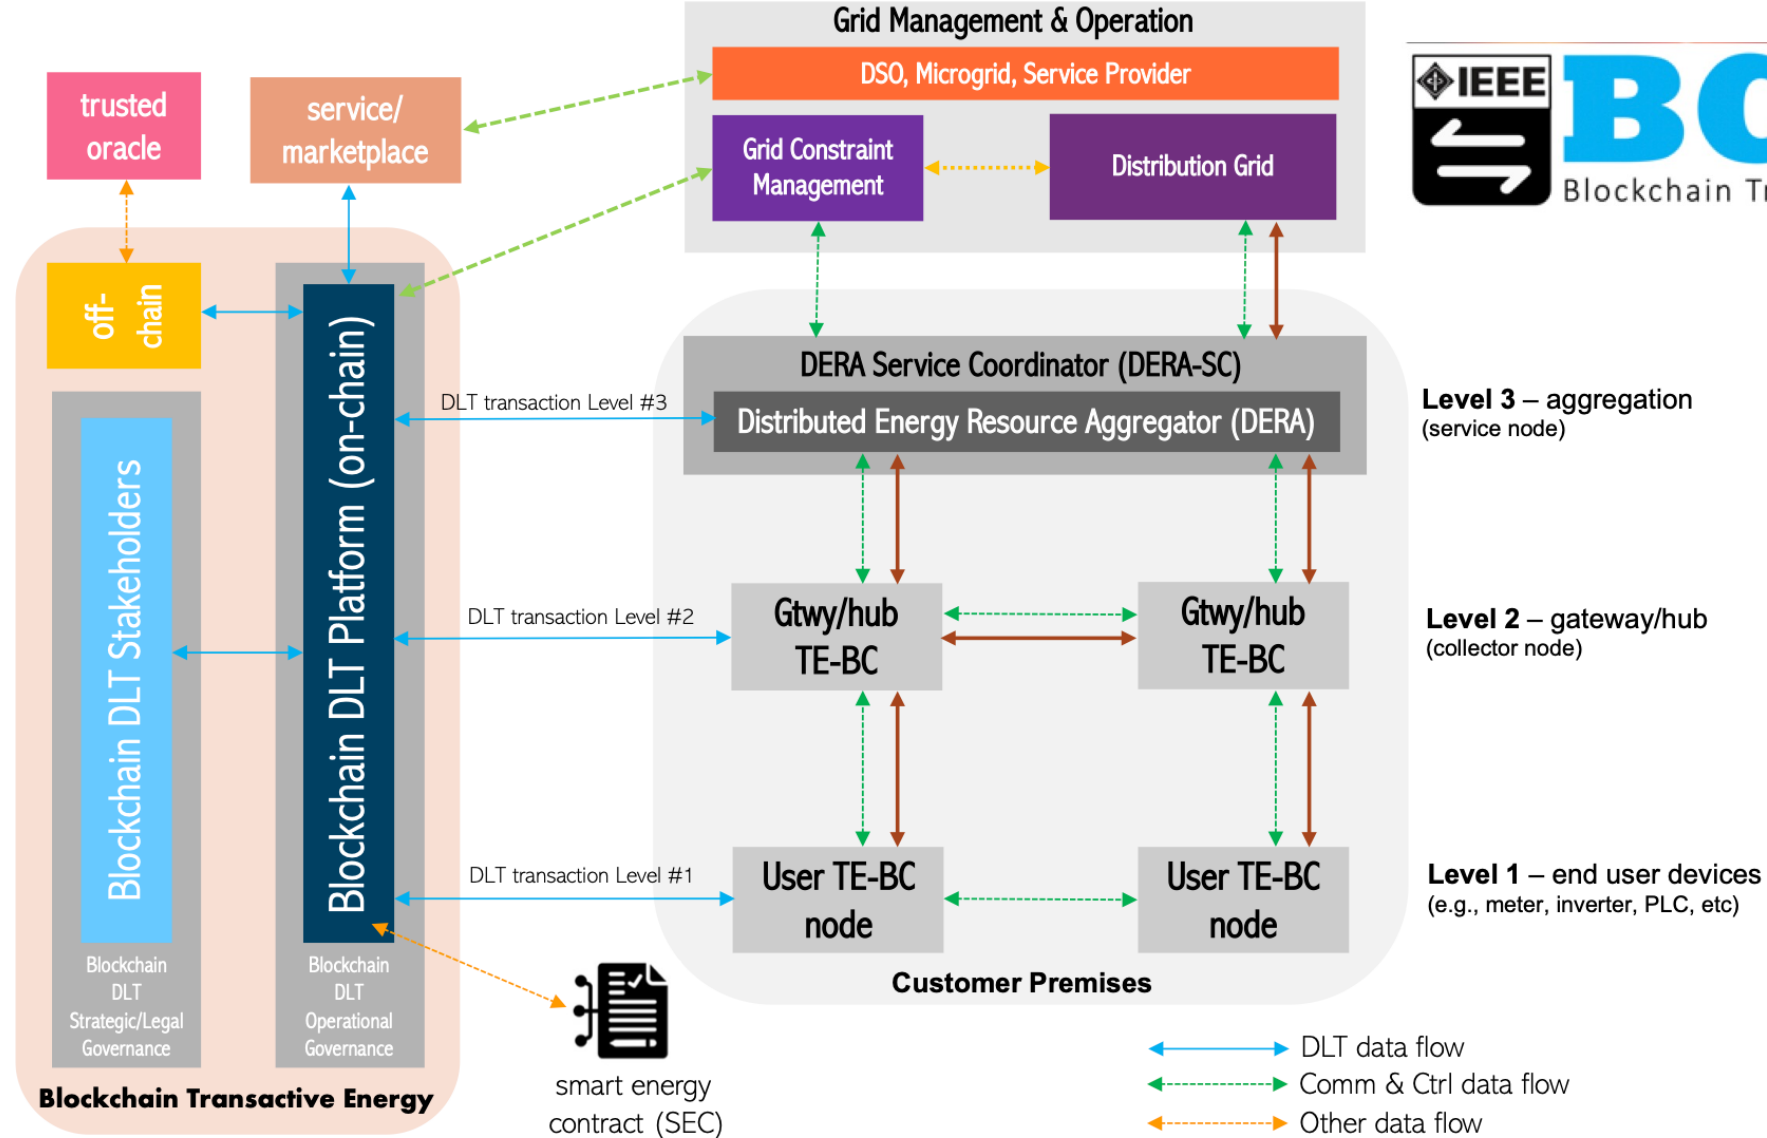 Grid Management & Operation
DSO, Microgrid, Service Provider
IEEE
Blockchain
trusted
oracle
service/
marketplace
Grid Constraint
Management
Distribution Grid
off-
chain
Blockchain DLT Platform (on-chain)
Blockchain DLT Stakeholders
DERA Service Coordinator (DERA-SC)
Distributed Energy Resource Aggregator (DERA)
DLT transaction Level #3
Level 3 – aggregation
(service node)
DLT transaction Level #2
Gtwy/hub
TE-BC
Gtwy/hub
TE-BC
Level 2 – gateway/hub
(collector node)
DLT transaction Level #1
User TE-BC
node
User TE-BC
node
Level 1 – end user devices
(e.g., meter, inverter, PLC, etc)
Customer Premises
Blockchain
DLT
Strategic/Legal
Governance
Blockchain
DLT
Operational
Governance
Blockchain Transactive Energy
smart energy
contract (SEC)
DLT data flow
Comm & Ctrl data flow
Other data flow